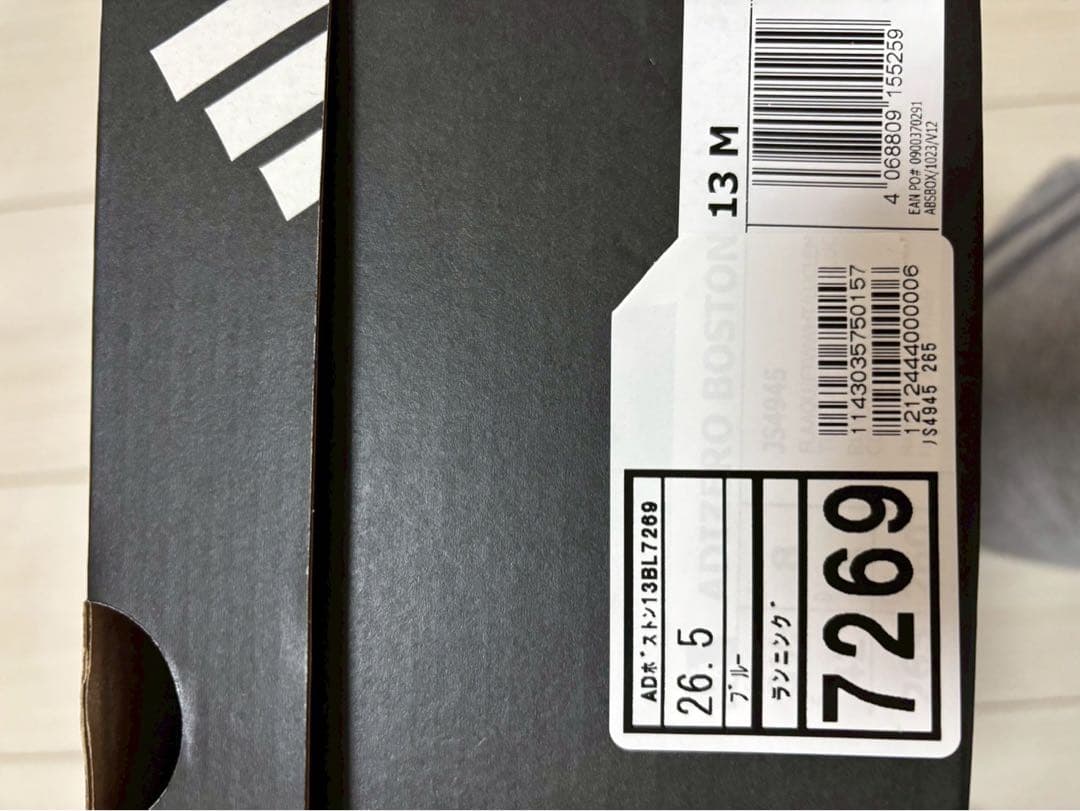 ADIZERO BOSTON 13 M
JS4945
4 068809 155259
EAN PO# 0900370291
ABSBOX/1023/V12
11430357501​57
1212444000006
JS4945 265
ADボストン13BL7269
26.5
ブルー
ランニング
7269